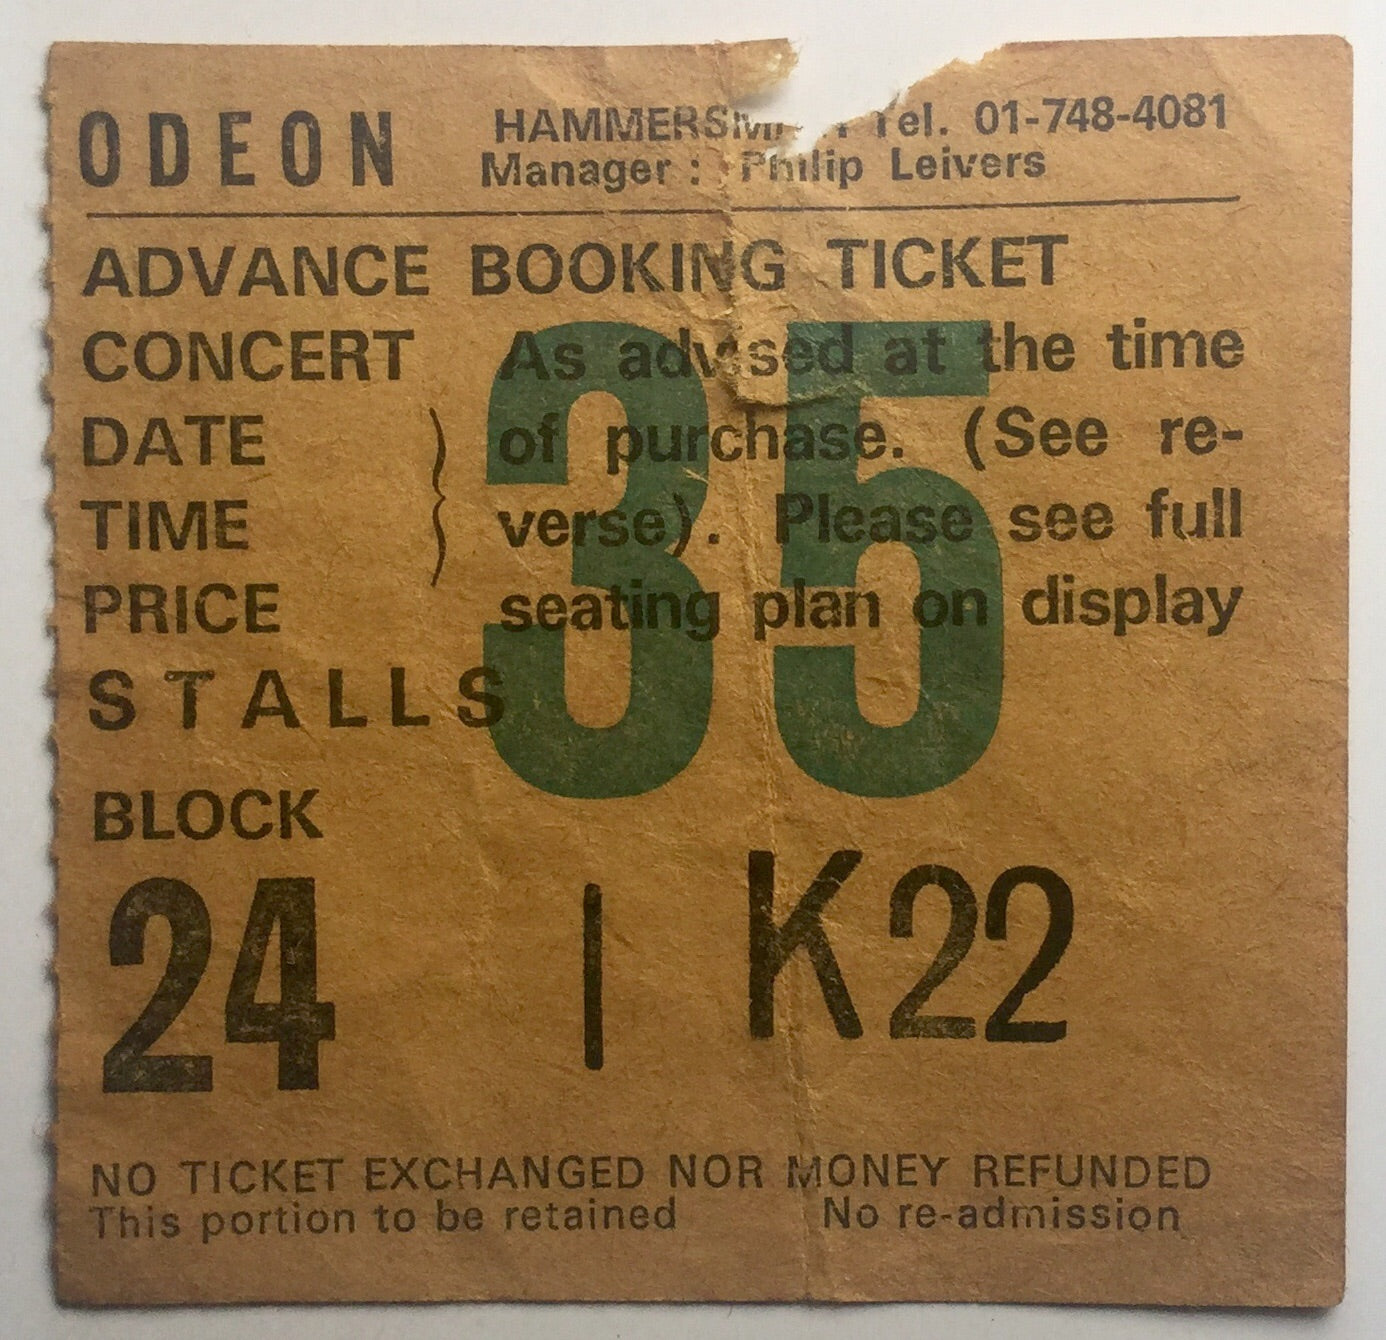 ODEON HAMMERSMITH Tel. 01-748-4081
Manager : Philip Leivers
ADVANCE BOOKING TICKET
CONCERT As advised at the time
DATE of purchase. (See re-
TIME verse). Please see full
PRICE seating plan on display
35
STALLS
BLOCK
24 | K22
NO TICKET EXCHANGED NOR MONEY REFUNDED
This portion to be retained No re-admission